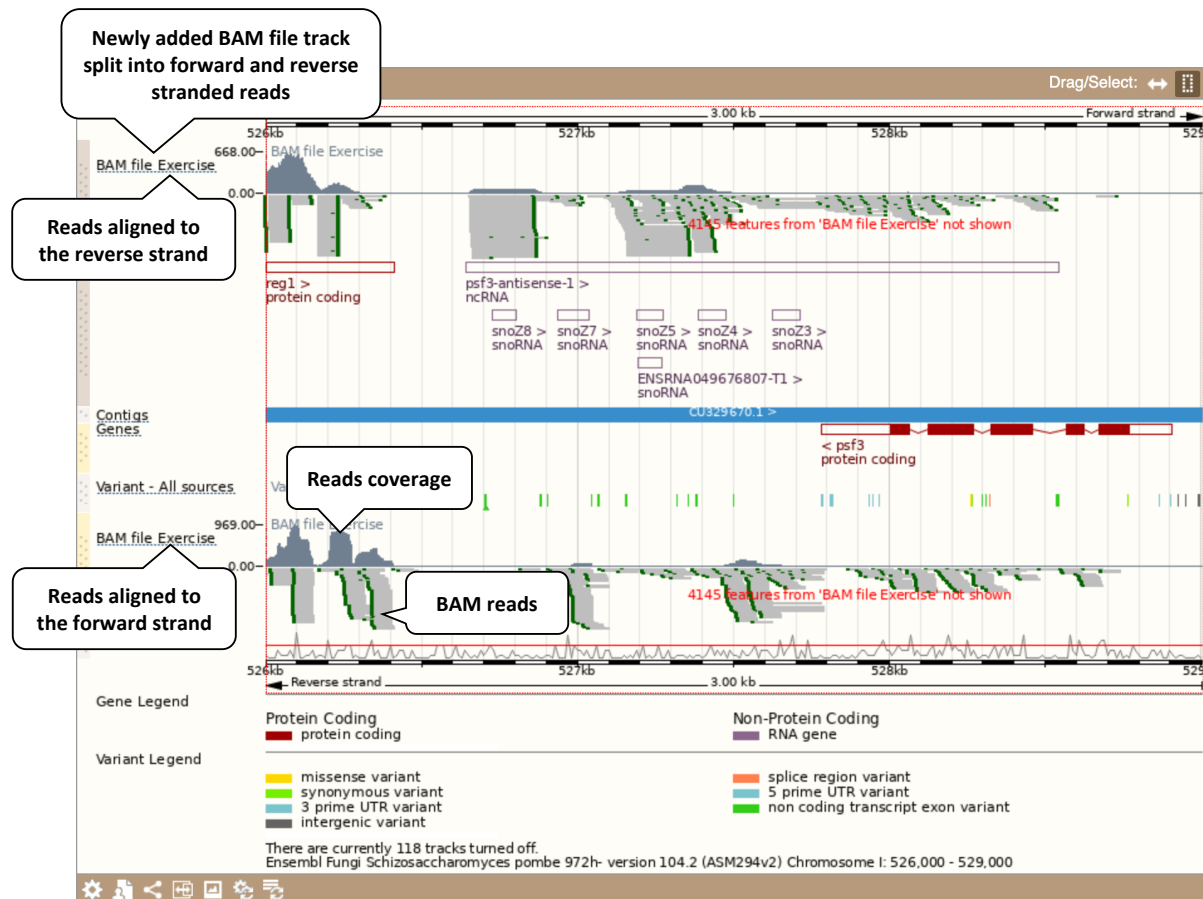 Newly added BAM file track
split into forward and reverse
stranded reads
Drag/Select:
3.00 kb
Forward strand
526kb
527kb
528kb
529
BAM file Exercise
668.00
BAM file Exercise
0.00
Reads aligned to
the reverse strand
4145 features from 'BAM file Exercise' not shown
reg1 >
protein coding
psf3-antisense-1 >
ncRNA
snoZ8 >
snoRNA
snoZ7 >
snoRNA
snoZ5 >
snoRNA
snoZ4 >
snoRNA
snoZ3 >
snoRNA
ENSRNA049676807-T1 >
snoRNA
Contigs
CU329670.1 >
Genes
< psf3
protein coding
Reads coverage
Variant - All sources
Va
BAM file Exercise
969.00
BAM file Exercise
0.00
Reads aligned to
the forward strand
BAM reads
4145 features from 'BAM file Exercise' not shown
526kb
527kb
528kb
529
Reverse strand
3.00 kb
Gene Legend
Protein Coding
protein coding
Non-Protein Coding
RNA gene
Variant Legend
missense variant
synonymous variant
3 prime UTR variant
intergenic variant
splice region variant
5 prime UTR variant
non coding transcript exon variant
There are currently 118 tracks turned off.
Ensembl Fungi Schizosaccharomyces pombe 972h- version 104.2 (ASM294v2) Chromosome I: 526,000 - 529,000